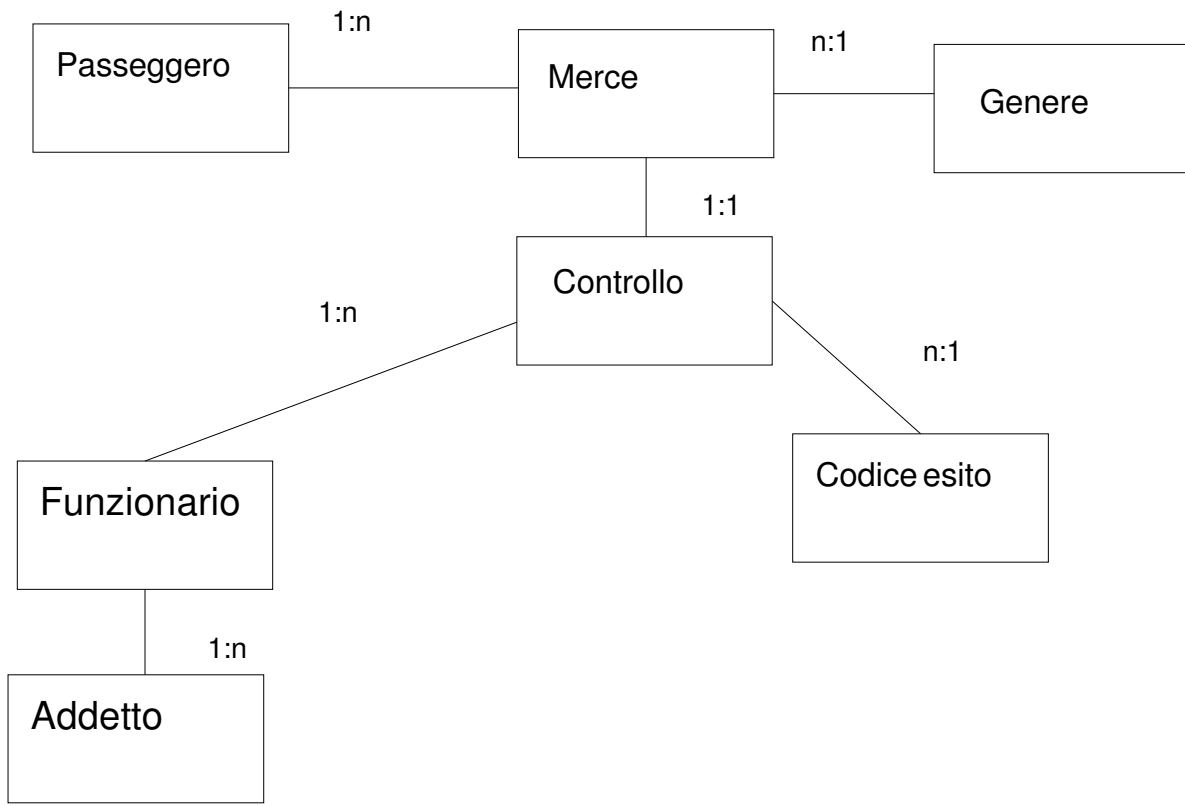 1:n
n:1
Passeggero
Merce
Genere
1:1
Controllo
1:n
n:1
Codice esito
Funzionario
1:n
Addetto